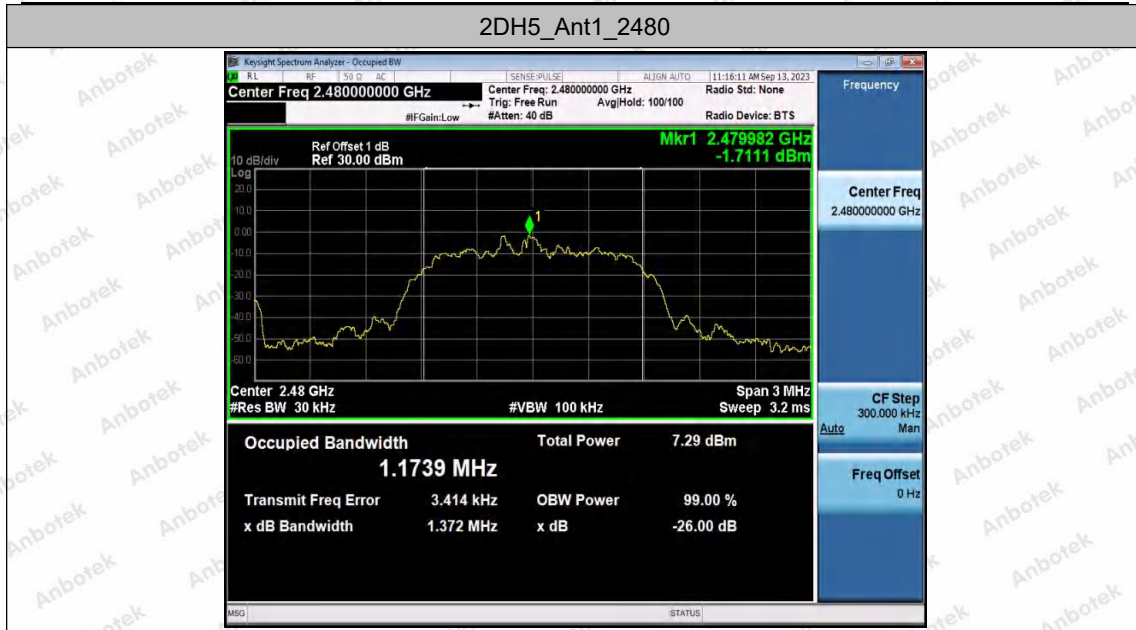 2DH5_Ant1_2480
Keysight Spectrum Analyzer - Occupied BW
RL RF 50 Ω AC SENSE:PULSE ALIGN AUTO 11:16:11 AM Sep 13, 2023
Center Freq 2.480000000 GHz Center Freq: 2.480000000 GHz Radio Std: None
Trig: Free Run Avg|Hold: 100/100
#IFGain:Low #Atten: 40 dB Radio Device: BTS
Frequency
Ref Offset 1 dB Mkr1 2.479982 GHz
10 dB/div Ref 30.00 dBm -1.7111 dBm
Log
20.0
10.0
0.00
-10.0
-20.0
-30.0
-40.0
-50.0
-60.0
1
Center 2.48 GHz Span 3 MHz
#Res BW 30 kHz #VBW 100 kHz Sweep 3.2 ms
Center Freq
2.480000000 GHz
CF Step
300.000 kHz
Auto Man
Freq Offset
0 Hz
Occupied Bandwidth Total Power 7.29 dBm
1.1739 MHz
Transmit Freq Error 3.414 kHz OBW Power 99.00 %
x dB Bandwidth 1.372 MHz x dB -26.00 dB
MSG STATUS
Anbotek